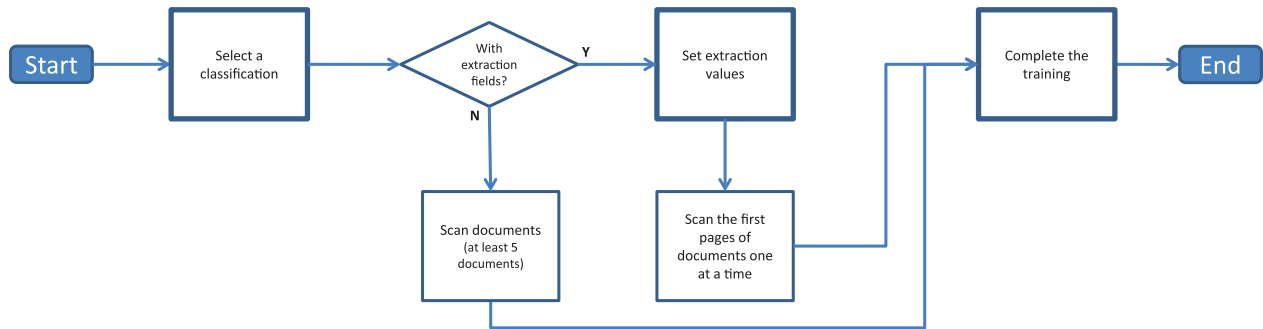 Start
Select a
classification
With
extraction
fields?
Y
N
Set extraction
values
Complete the
training
End
Scan documents
(at least 5
documents)
Scan the first
pages of
documents one
at a time